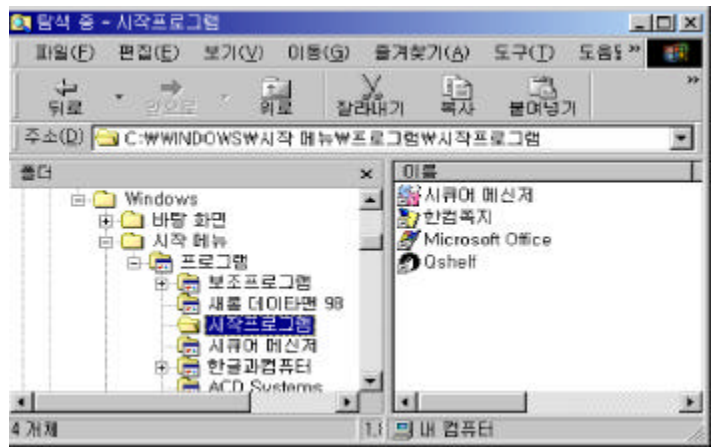 탐색 중 - 시작프로그램
파일(F) 편집(E) 보기(V) 이동(G) 즐겨찾기(A) 도구(T) »
뒤로 앞으로 위로 잘라내기 복사 붙여넣기 »
주소(D) C:₩WINDOWS₩시작 메뉴₩프로그램₩시작프로그램
폴더 ×
Windows
바탕 화면
시작 메뉴
프로그램
보조프로그램
새롬 데이타맨 98
시작프로그램
시큐어 메신져
한글과컴퓨터
ACD Systems
이름
시큐어 메신져
한컴쪽지
Microsoft Office
Qshelf
4 개체
내 컴퓨터